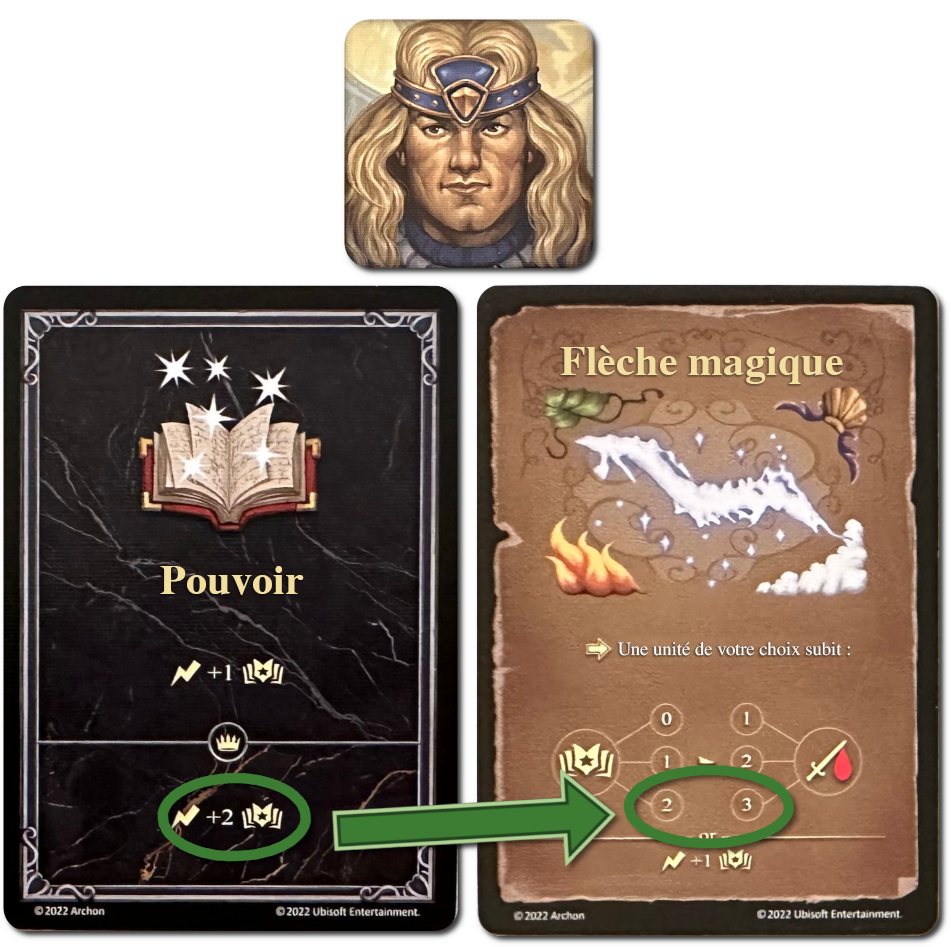 Pouvoir
+1
+2
© 2022 Archon
© 2022 Ubisoft Entertainment.
Flèche magique
Une unité de votre choix subit :
0 1
1 2
2 3
or
+1
© 2022 Archon
© 2022 Ubisoft Entertainment.